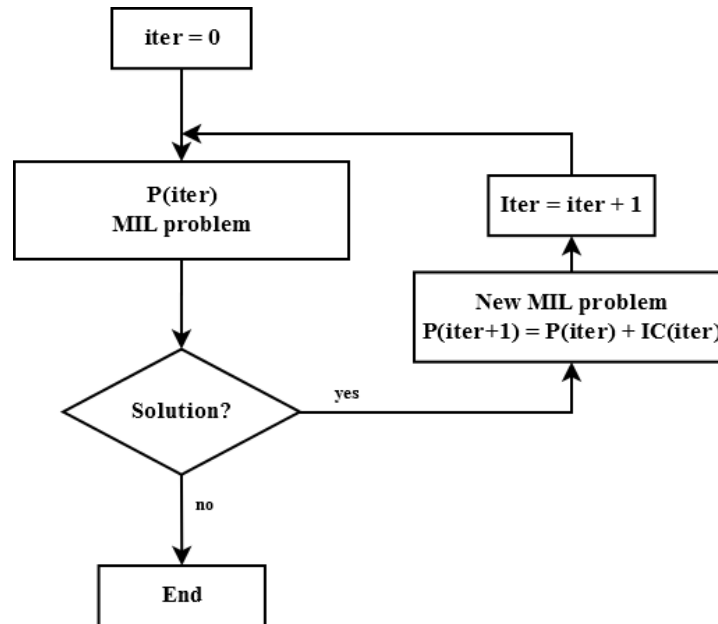 iter = 0
P(iter)
MIL problem
Iter = iter + 1
New MIL problem
P(iter+1) = P(iter) + IC(iter)
Solution?
yes
no
End